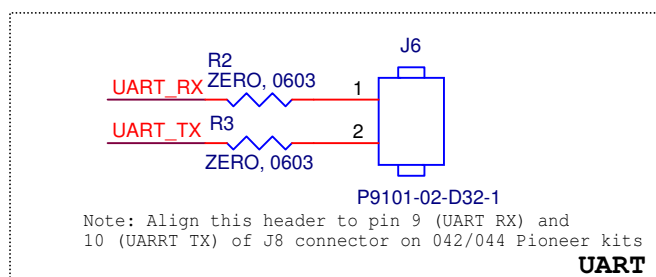 J6
R2
ZERO, 0603
UART_RX
1
UART_TX
R3
2
ZERO, 0603
P9101-02-D32-1
Note: Align this header to pin 9 (UART RX) and
10 (UARRT TX) of J8 connector on 042/044 Pioneer kits
UART